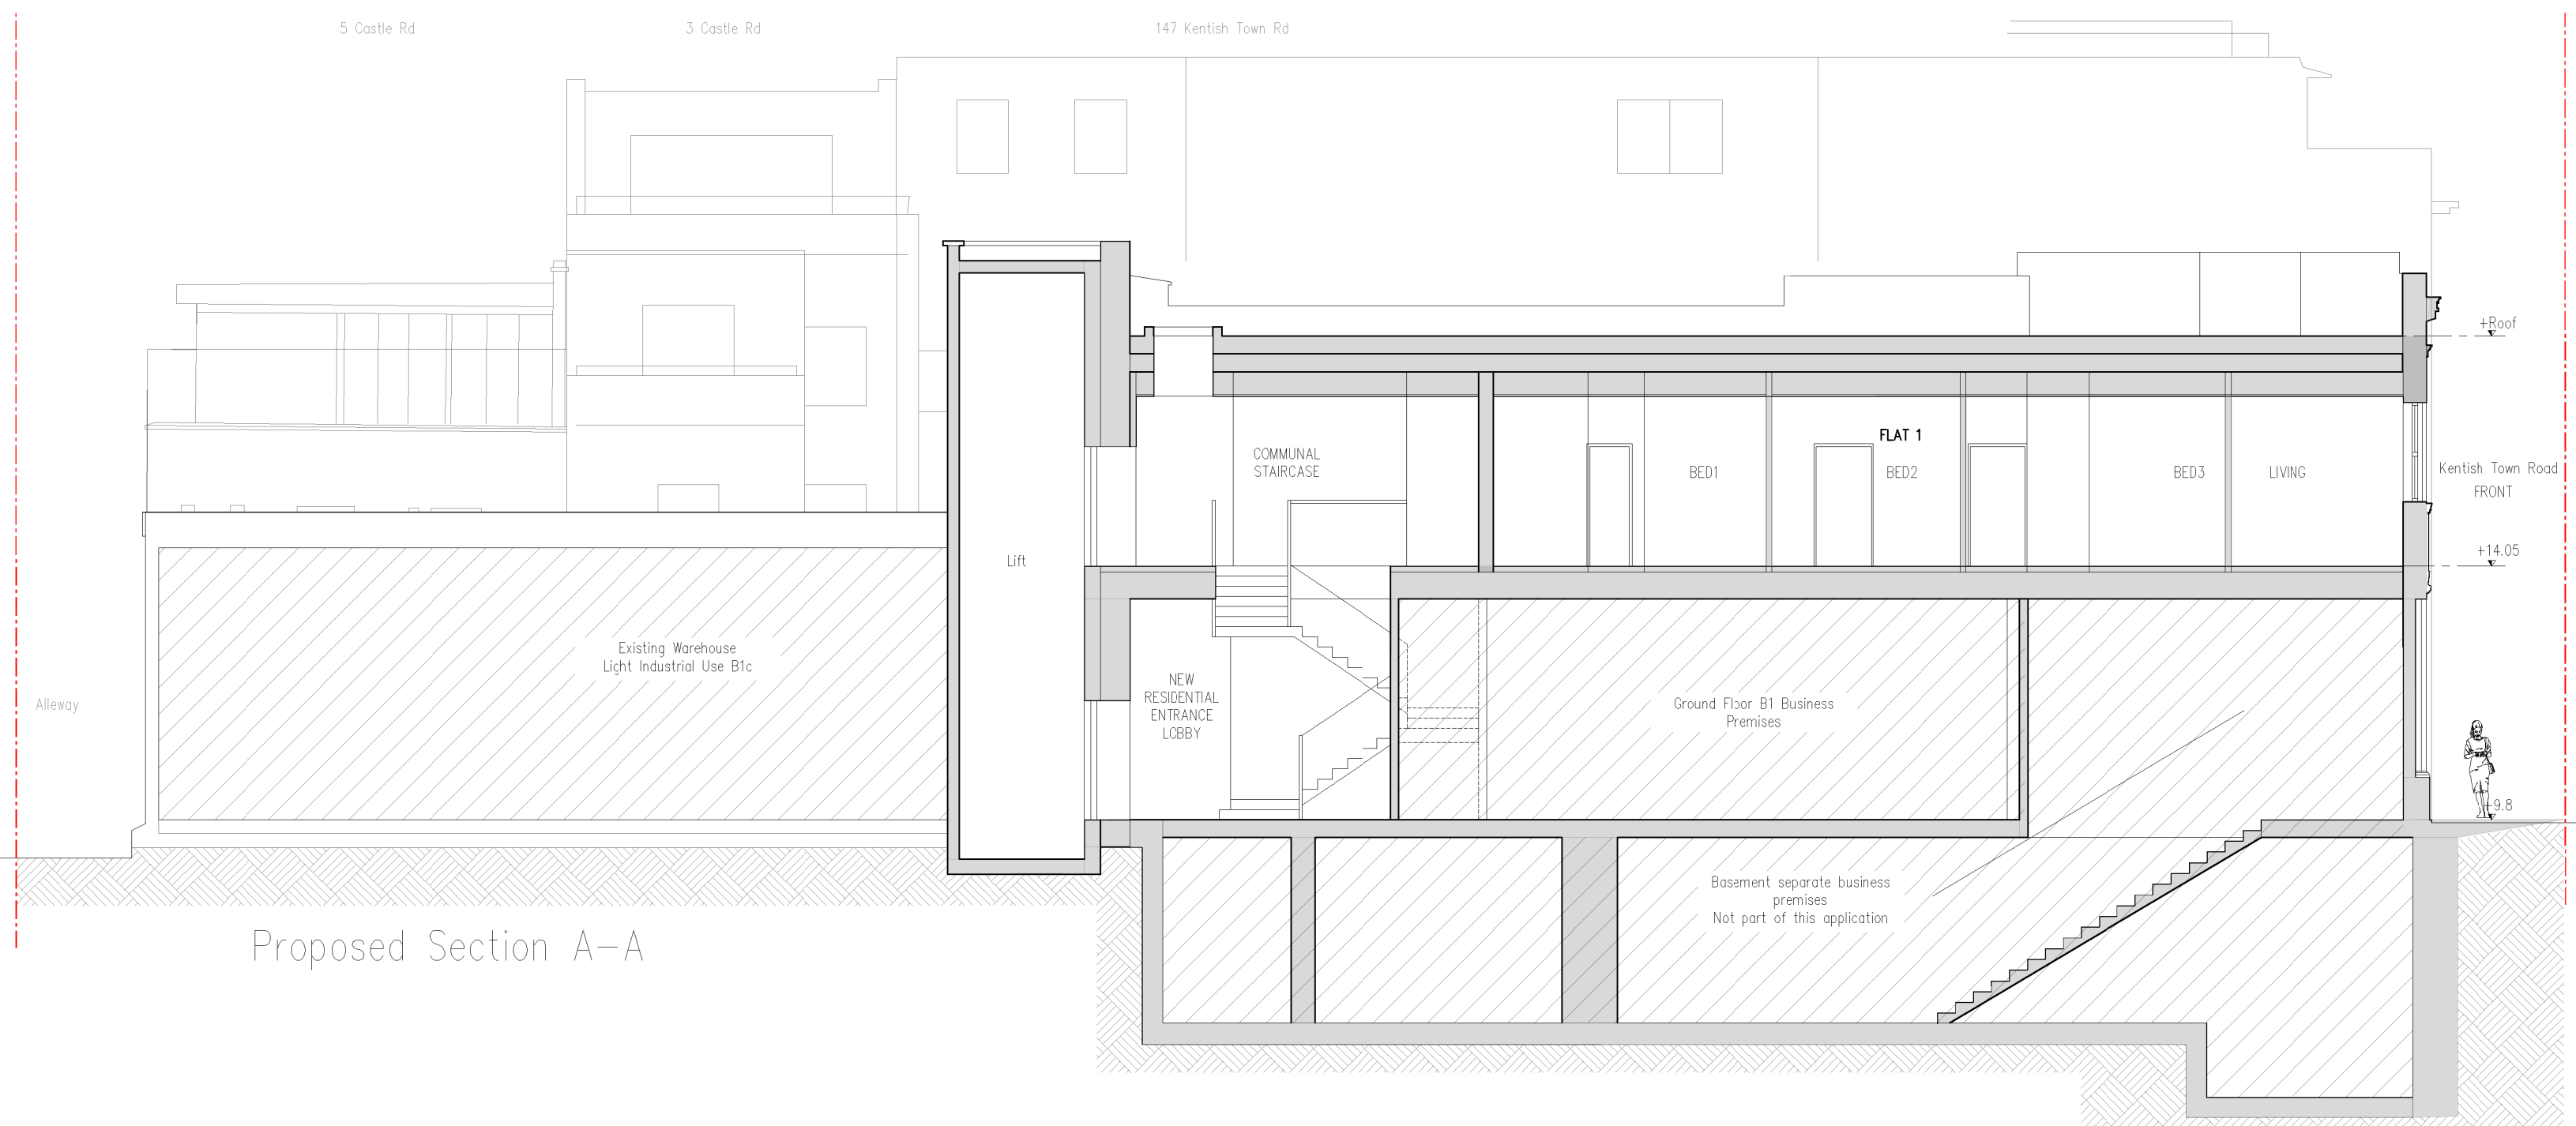 5 Castle Rd
3 Castle Rd
147 Kentish Town Rd
+Roof
FLAT 1
COMMUNAL
STAIRCASE
BED1
BED2
BED3
LIVING
Kentish Town Road
FRONT
+14.05
Lift
Existing Warehouse
Light Industrial Use B1c
Alleway
NEW
RESIDENTIAL
ENTRANCE
LOBBY
Ground Floor B1 Business
Premises
+9.8
Basement separate business
premises
Not part of this application
Proposed Section A-A